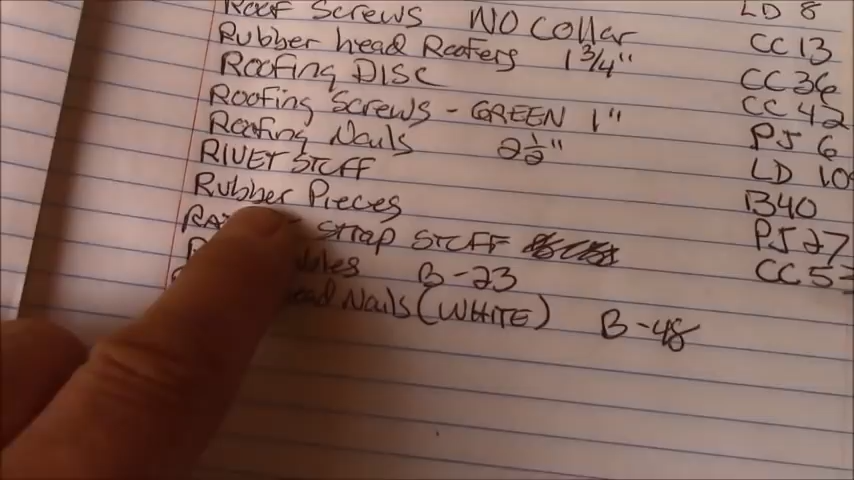 LD 8
Roof Screws NO Collar CC 13
Rubber head Roofers 1 3/4" CC 36
Roofing DISC CC 42
Roofing Screws - GREEN 1" PJ 6
Roofing Nails 2 1/2" LD 10
RIVET STUFF B40
Rubber Pieces PJ 27
Strap STUFF
B-23
Nails (WHITE) B-48